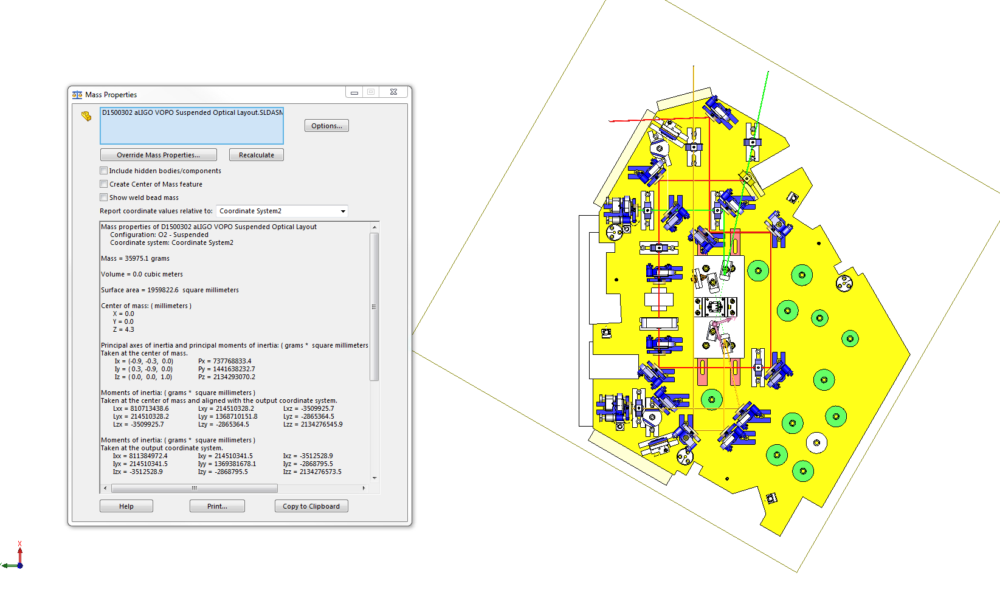 Mass Properties
D1500302 aLIGO VOPO Suspended Optical Layout.SLDASM
Options...
Override Mass Properties...
Recalculate
Include hidden bodies/components
Create Center of Mass feature
Show weld bead mass
Report coordinate values relative to: Coordinate System2
Mass properties of D1500302 aLIGO VOPO Suspended Optical Layout
Configuration: O2 - Suspended
Coordinate system: Coordinate System2
Mass = 35975.1 grams
Volume = 0.0 cubic meters
Surface area = 1959822.6 square millimeters
Center of mass: ( millimeters )
X = 0.0
Y = 0.0
Z = 4.3
Principal axes of inertia and principal moments of inertia: ( grams * square millimeters
Taken at the center of mass.
Ix = (-0.9, -0.3, 0.0) Px = 737768833.4
Iy = ( 0.3, -0.9, 0.0) Py = 1441638232.7
Iz = ( 0.0, 0.0, 1.0) Pz = 2134293070.2
Moments of inertia: ( grams * square millimeters )
Taken at the center of mass and aligned with the output coordinate system.
Lxx = 810713438.6 Lxy = 214510328.2 Lxz = -3509925.7
Lyx = 214510328.2 Lyy = 1368710151.8 Lyz = -2865364.5
Lzx = -3509925.7 Lzy = -2865364.5 Lzz = 2134276545.9
Moments of inertia: ( grams * square millimeters )
Taken at the output coordinate system.
Ixx = 811384972.4 Ixy = 214510341.5 Ixz = -3512528.9
Iyx = 214510341.5 Iyy = 1369381678.1 Iyz = -2868795.5
Izx = -3512528.9 Izy = -2868795.5 Izz = 2134276573.5
Help
Print...
Copy to Clipboard
X